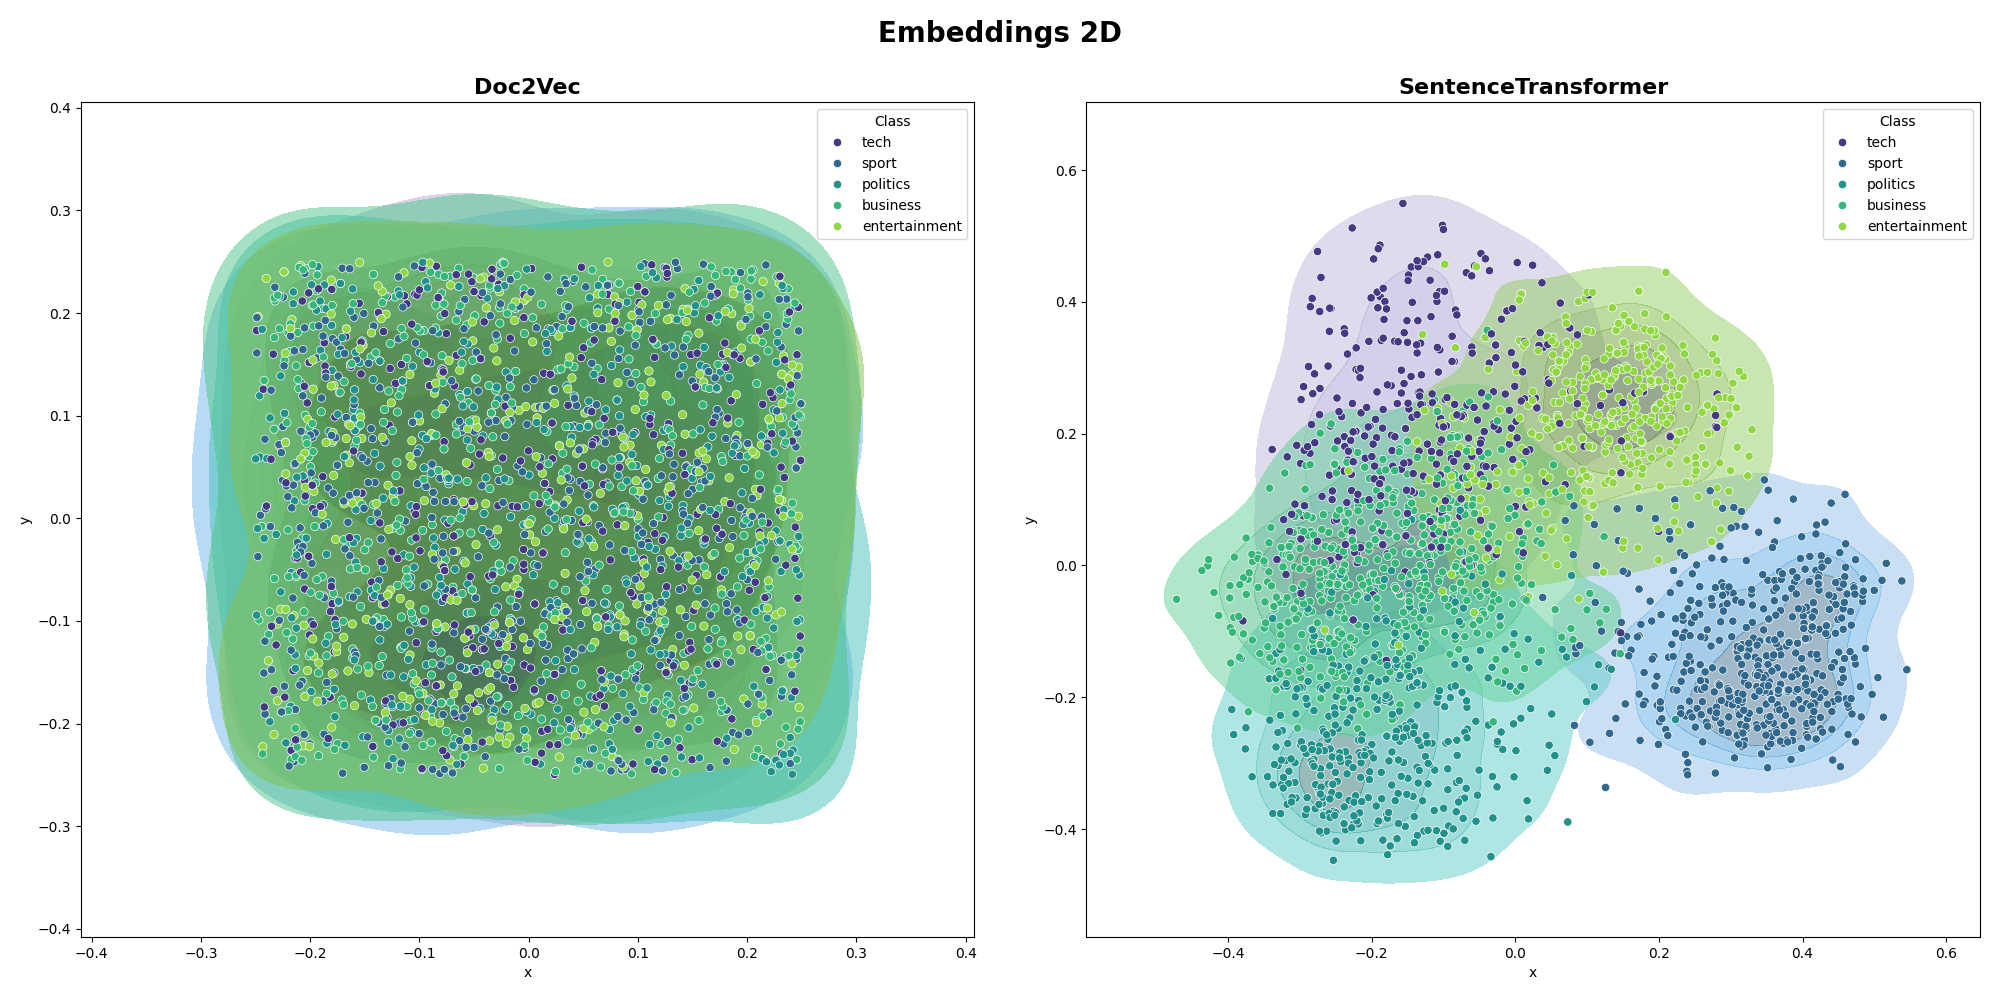 Embeddings 2D
Doc2Vec
0.4
0.3
0.2
0.1
0.0
−0.1
−0.2
−0.3
−0.4
y
−0.4
−0.3
−0.2
−0.1
0.0
0.1
0.2
0.3
0.4
x
Class
tech
sport
politics
business
entertainment
SentenceTransformer
0.6
0.4
0.2
0.0
−0.2
−0.4
y
−0.4
−0.2
0.0
0.2
0.4
0.6
x
Class
tech
sport
politics
business
entertainment